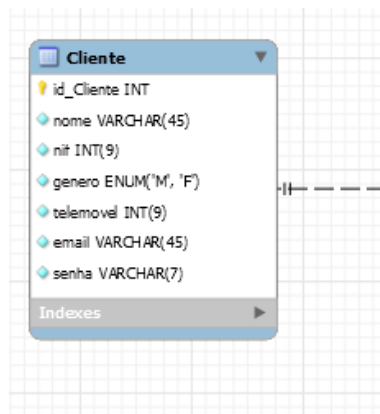 Cliente
id_Cliente INT
nome VARCHAR(45)
nif INT(9)
genero ENUM('M', 'F')
telemovel INT(9)
email VARCHAR(45)
senha VARCHAR(7)
Indexes